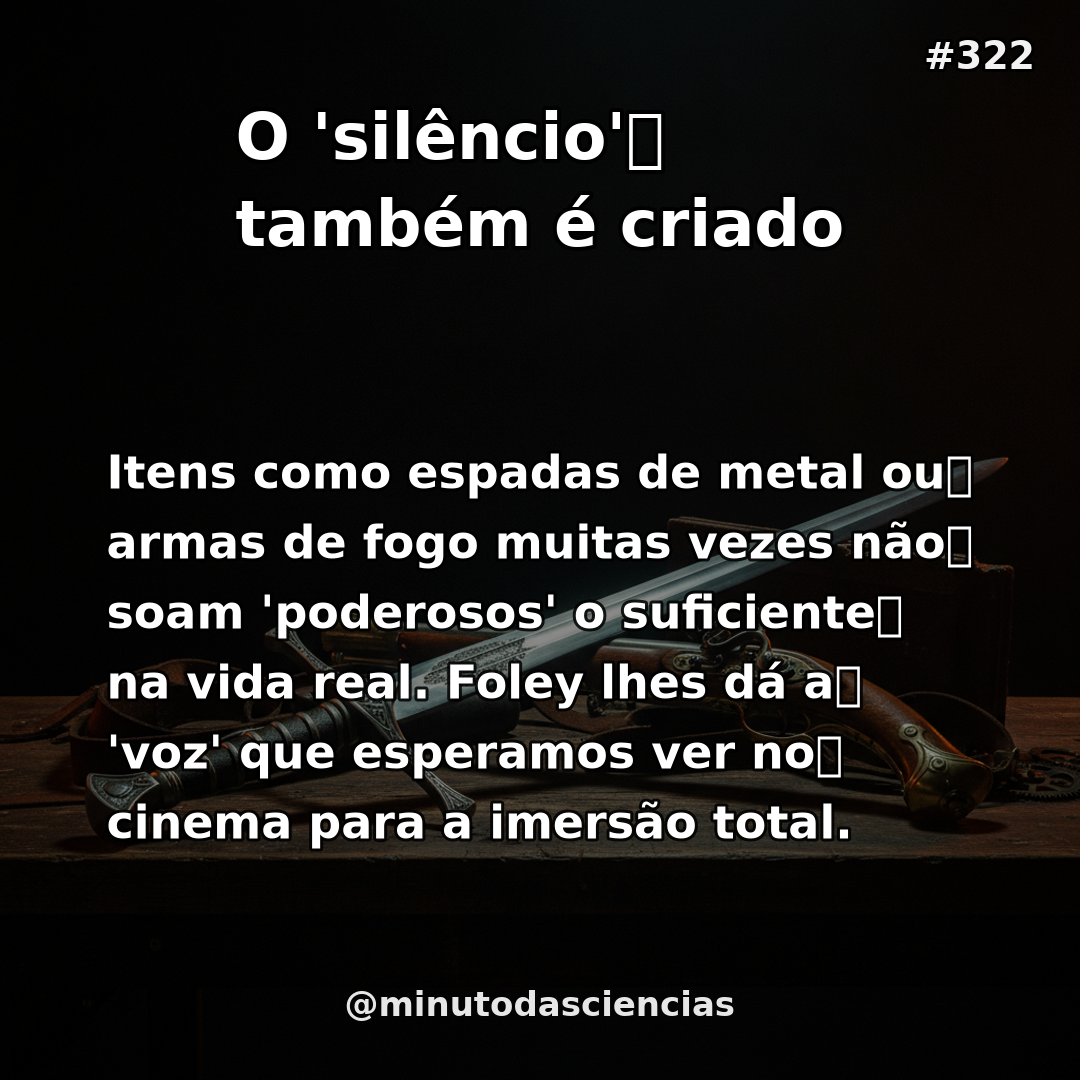 #322
O 'silêncio'
também é criado
Itens como espadas de metal ou
armas de fogo muitas vezes não
soam 'poderosos' o suficiente
na vida real. Foley lhes dá a
'voz' que esperamos ver no
cinema para a imersão total.
@minutodasciencias